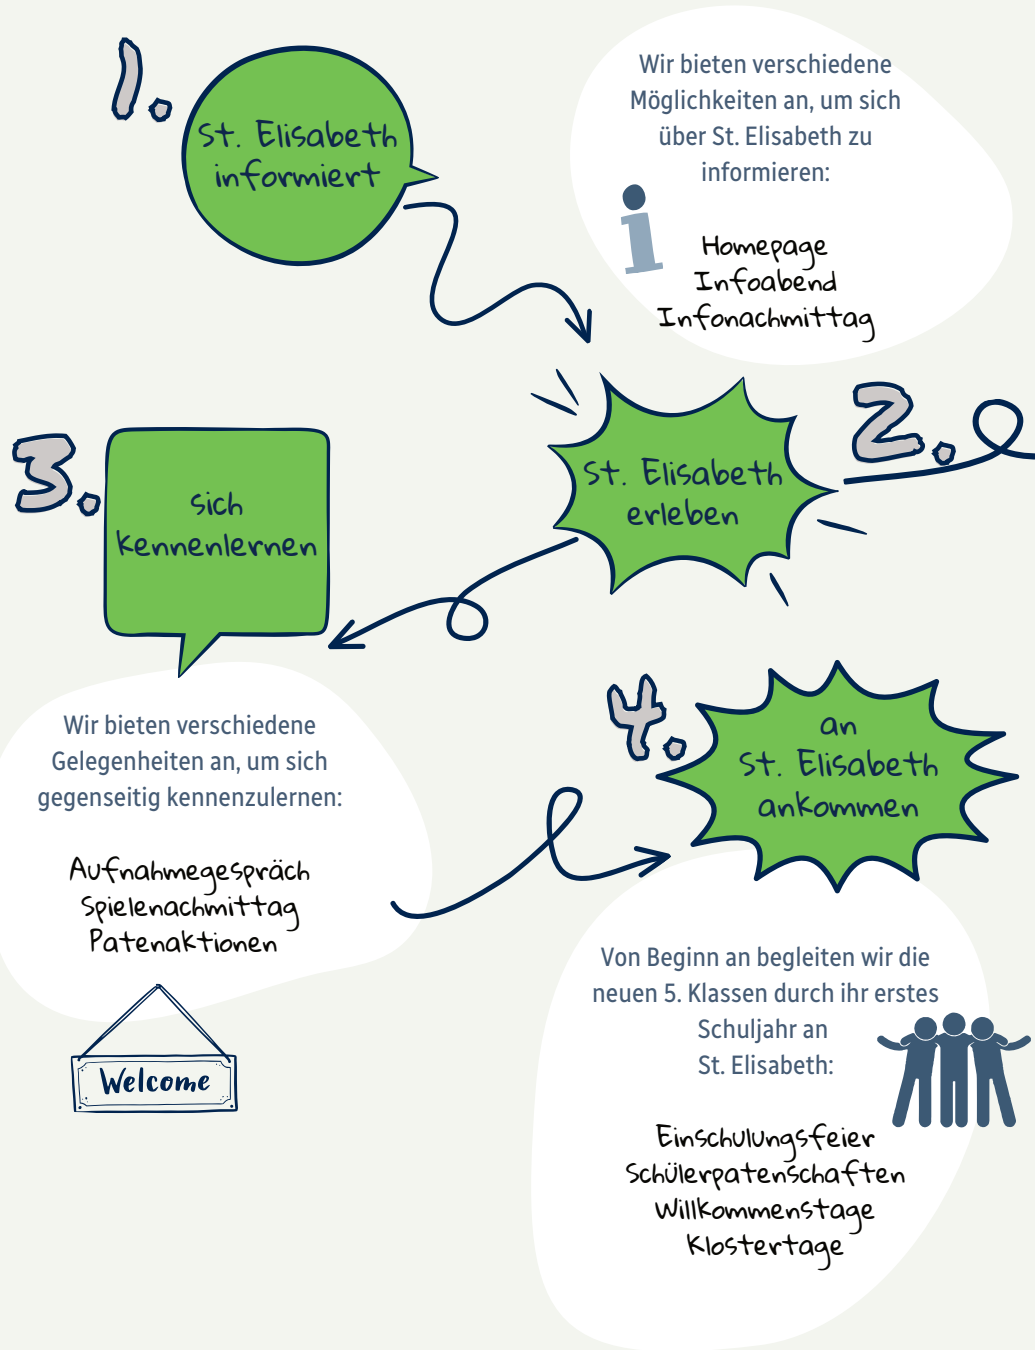 1.
St. Elisabeth
informiert
Wir bieten verschiedene
Möglichkeiten an, um sich
über St. Elisabeth zu
informieren:
i
Homepage
Infoabend
Infonachmittag
2.
St. Elisabeth
erleben
3.
sich
kennenlernen
Wir bieten verschiedene
Gelegenheiten an, um sich
gegenseitig kennenzulernen:
Aufnahmegespräch
Spielenachmittag
Patenaktionen
Welcome
4.
an
St. Elisabeth
ankommen
Von Beginn an begleiten wir die
neuen 5. Klassen durch ihr erstes
Schuljahr an
St. Elisabeth:
Einschulungsfeier
Schülerpatenschaften
Willkommenstage
Klostertage